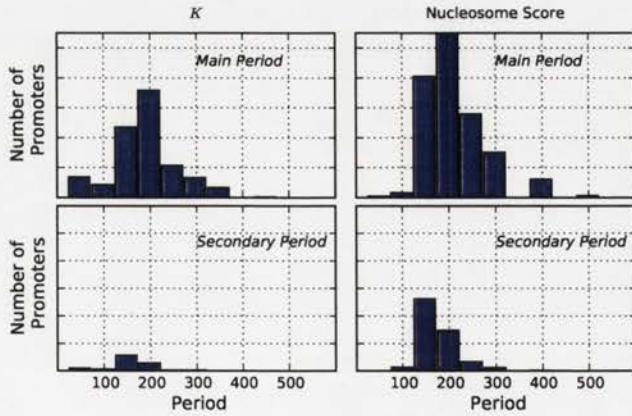 K
Nucleosome Score
Number of
Promoters
Main Period
Main Period
Number of
Promoters
Secondary Period
Secondary Period
100 200 300 400 500
100 200 300 400 500
Period
Period